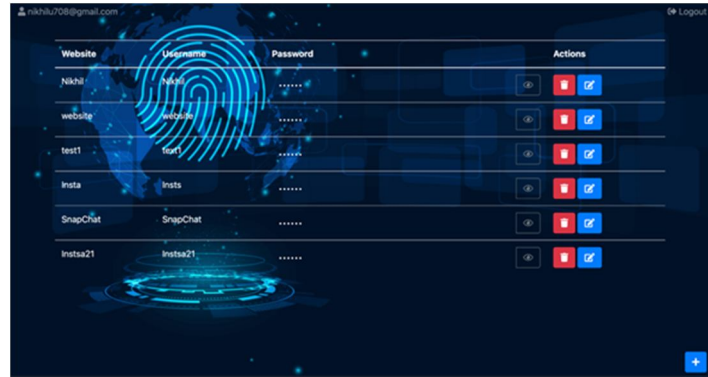 nikhilu708@gmail.com Logout
Website Username Password Actions
Nikhil Nikhil ......
website website ......
test1 text1 ......
Insta Insts ......
SnapChat SnapChat ......
Instsa21 Instsa21 ......
+